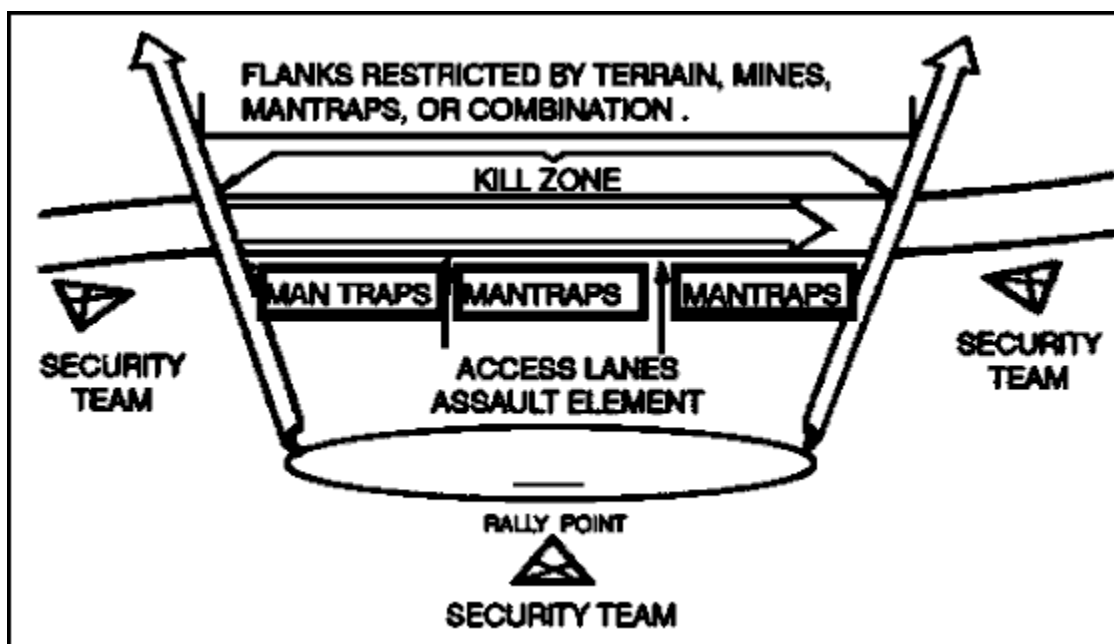 FLANKS RESTRICTED BY TERRAIN, MINES,
MANTRAPS, OR COMBINATION .
KILL ZONE
MAN TRAPS
MANTRAPS
MANTRAPS
SECURITY
TEAM
ACCESS LANES
ASSAULT ELEMENT
SECURITY
TEAM
RALLY POINT
SECURITY TEAM